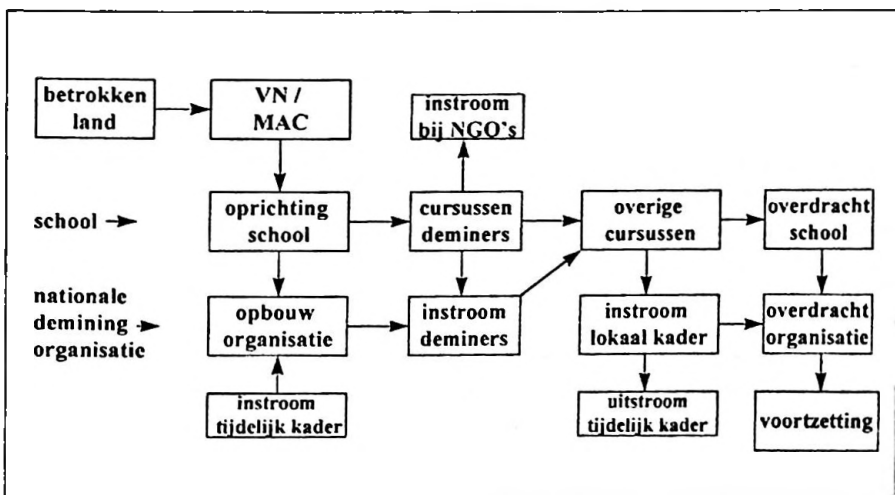 betrokken
land
VN /
MAC
instroom
bij NGO's
school
oprichting
school
cursussen
deminers
overige
cursussen
overdracht
school
nationale
demining
organisatie
opbouw
organisatie
instroom
deminers
instroom
lokaal kader
overdracht
organisatie
instroom
tijdelijk kader
uitstroom
tijdelijk kader
voortzetting